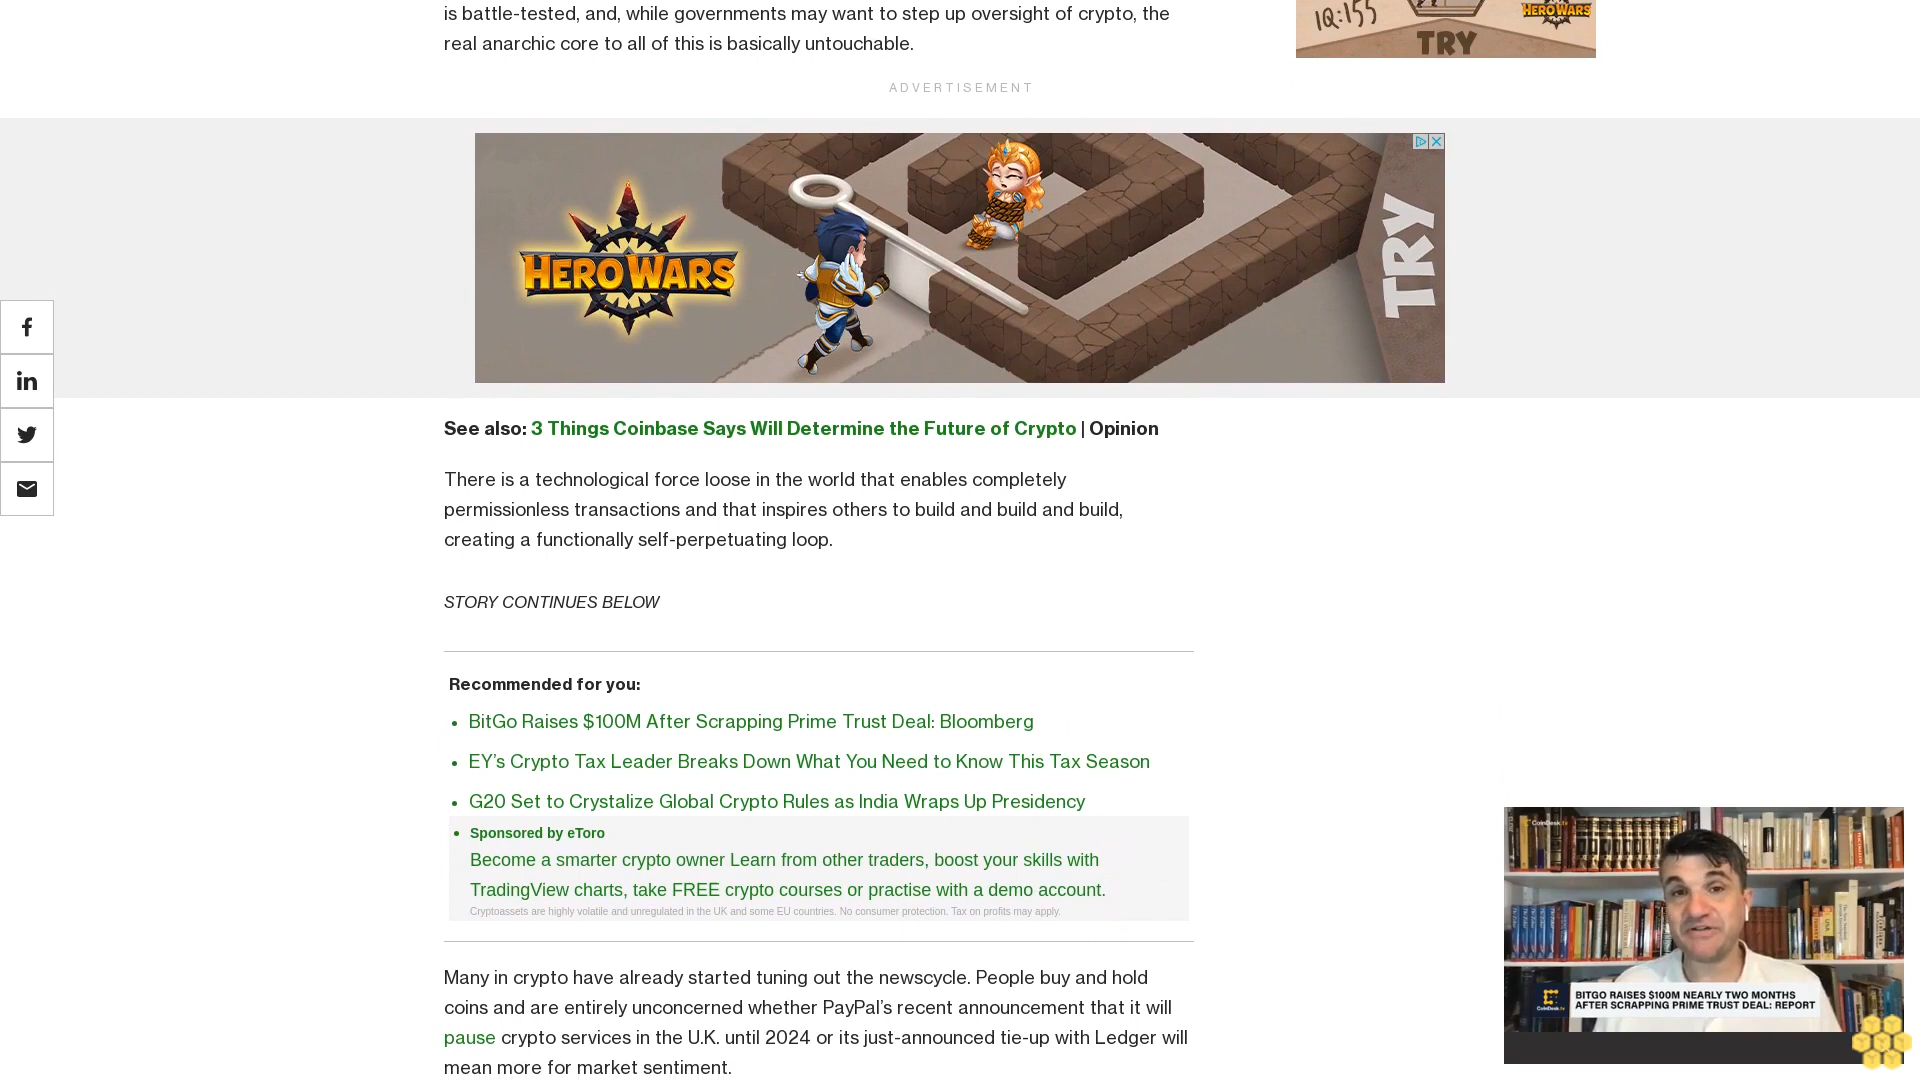 is battle-tested, and, while governments may want to step up oversight of crypto, the
real anarchic core to all of this is basically untouchable.
IQ:155
HERO WARS
TRY
ADVERTISEMENT
HERO WARS
TRY
See also: 3 Things Coinbase Says Will Determine the Future of Crypto | Opinion
There is a technological force loose in the world that enables completely
permissionless transactions and that inspires others to build and build and build,
creating a functionally self-perpetuating loop.
STORY CONTINUES BELOW
Recommended for you:
• BitGo Raises $100M After Scrapping Prime Trust Deal: Bloomberg
• EY’s Crypto Tax Leader Breaks Down What You Need to Know This Tax Season
• G20 Set to Crystalize Global Crypto Rules as India Wraps Up Presidency
• Sponsored by eToro
Become a smarter crypto owner Learn from other traders, boost your skills with
TradingView charts, take FREE crypto courses or practise with a demo account.
Cryptoassets are highly volatile and unregulated in the UK and some EU countries. No consumer protection. Tax on profits may apply.
Many in crypto have already started tuning out the newscycle. People buy and hold
coins and are entirely unconcerned whether PayPal’s recent announcement that it will
pause crypto services in the U.K. until 2024 or its just-announced tie-up with Ledger will
mean more for market sentiment.
CoinDesk.tv
BITGO RAISES $100M NEARLY TWO MONTHS
AFTER SCRAPPING PRIME TRUST DEAL: REPORT
CoinDesk.tv